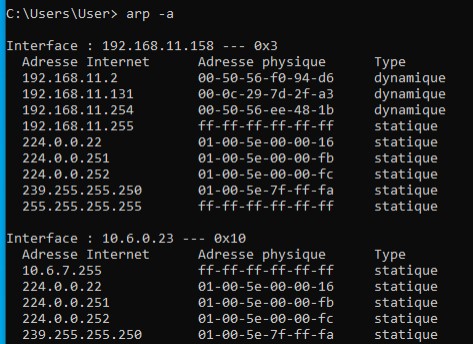 C:\Users\User> arp -a
Interface : 192.168.11.158 --- 0x3
Adresse Internet Adresse physique Type
192.168.11.2 00-50-56-f0-94-d6 dynamique
192.168.11.131 00-0c-29-7d-2f-a3 dynamique
192.168.11.254 00-50-56-ee-48-1b dynamique
192.168.11.255 ff-ff-ff-ff-ff-ff statique
224.0.0.22 01-00-5e-00-00-16 statique
224.0.0.251 01-00-5e-00-00-fb statique
224.0.0.252 01-00-5e-00-00-fc statique
239.255.255.250 01-00-5e-7f-ff-fa statique
255.255.255.255 ff-ff-ff-ff-ff-ff statique
Interface : 10.6.0.23 --- 0x10
Adresse Internet Adresse physique Type
10.6.7.255 ff-ff-ff-ff-ff-ff statique
224.0.0.22 01-00-5e-00-00-16 statique
224.0.0.251 01-00-5e-00-00-fb statique
224.0.0.252 01-00-5e-00-00-fc statique
239.255.255.250 01-00-5e-7f-ff-fa statique